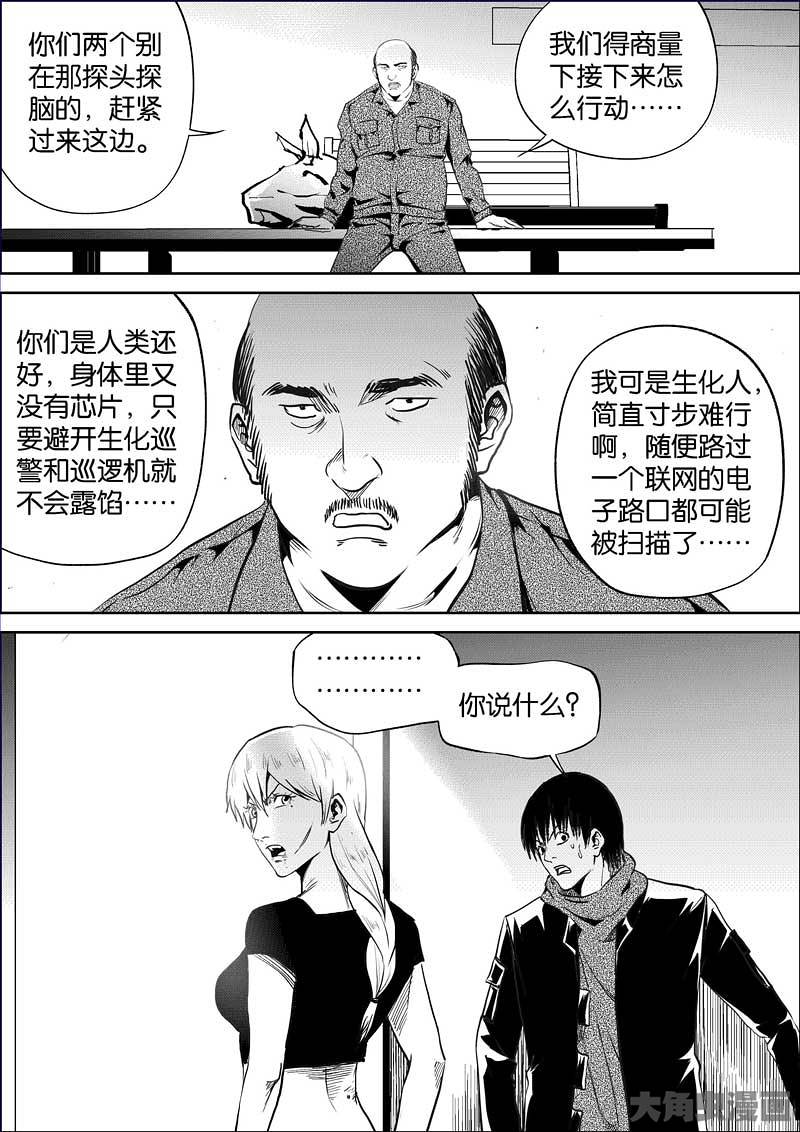 你们两个别
在那探头探
脑的，赶紧
过来这边。
我们得商量
下接下来怎
么行动……
你们是人类还
好，身体里又
没有芯片，只
要避开生化巡
警和巡逻机就
不会露馅……
我可是生化人，
简直寸步难行
啊，随便路过
一个联网的电
子路口都可能
被扫描了……
…………
…………
你说什么？
大角虫漫画